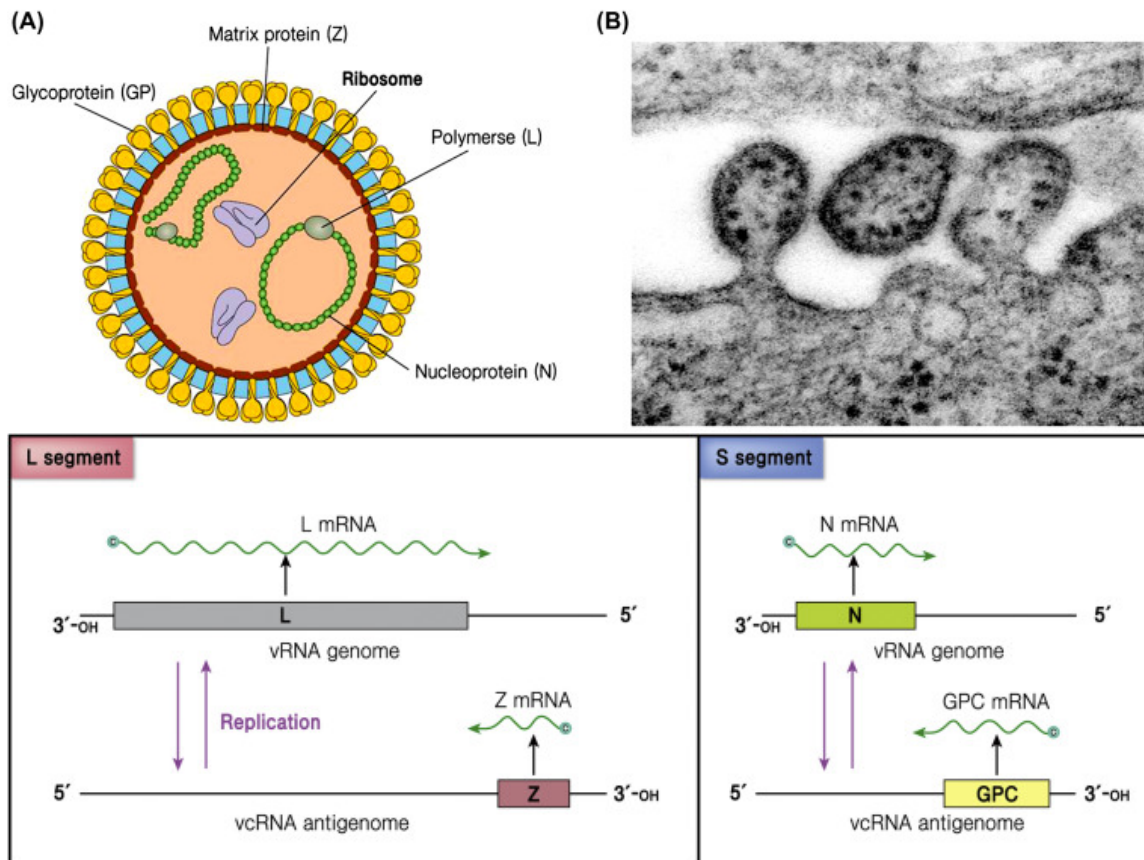 (A)
Matrix protein (Z)
Ribosome
Glycoprotein (GP)
Polymerse (L)
Nucleoprotein (N)
(B)
L segment
L mRNA
©
L
3′-OH
5′
vRNA genome
Replication
Z mRNA
©
5′
Z
3′-OH
vcRNA antigenome
S segment
N mRNA
©
N
3′-OH
5′
vRNA genome
GPC mRNA
©
5′
GPC
3′-OH
vcRNA antigenome